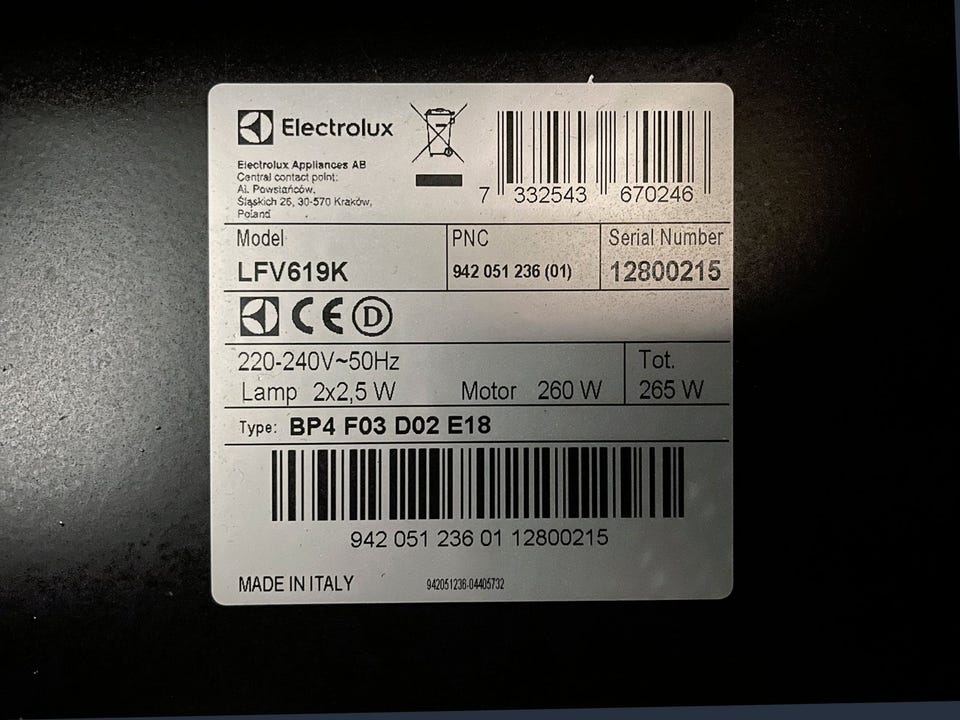 Electrolux
Electrolux Appliances AB
Central contact point:
Al. Powstańców,
Śląskich 26, 30-570 Kraków,
Poland
7 332543 670246
Model
LFV619K
PNC
942 051 236 (01)
Serial Number
12800215
CE D
220-240V~50Hz
Lamp 2x2,5 W
Motor 260 W
Tot.
265 W
Type: BP4 F03 D02 E18
942 051 236 01 12800215
MADE IN ITALY
942051236-04405732